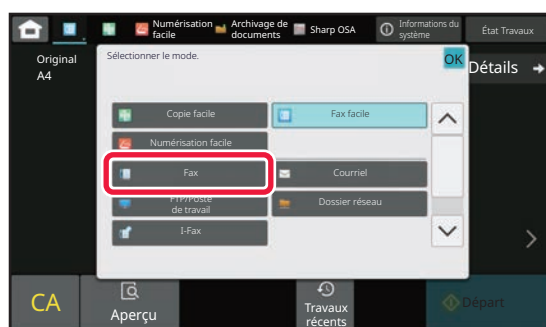 Numérisation facile
Archivage de documents
Sharp OSA
Informations du système
État Travaux
Original
A4
Sélectionner le mode.
OK
Détails
Copie facile
Fax facile
Numérisation facile
Fax
Courriel
FTP/Poste
de travail
Dossier réseau
I-Fax
CA
Aperçu
Travaux
récents
Départ